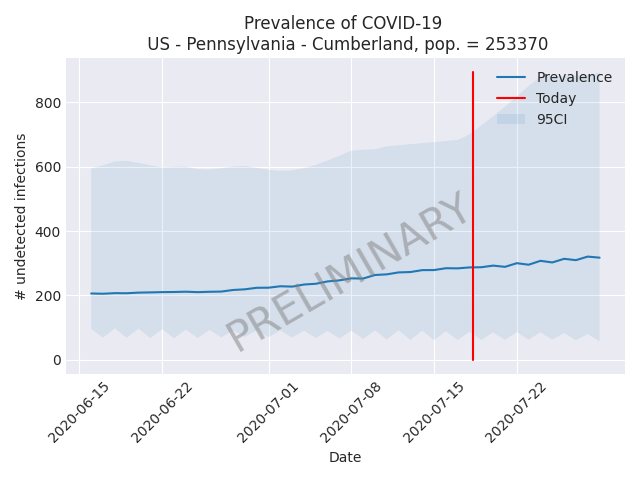 Prevalence of COVID-19
US - Pennsylvania - Cumberland, pop. = 253370
Prevalence
Today
95CI
800
600
400
200
0
# undetected infections
PRELIMINARY
2020-06-15
2020-06-22
2020-07-01
2020-07-08
2020-07-15
2020-07-22
Date